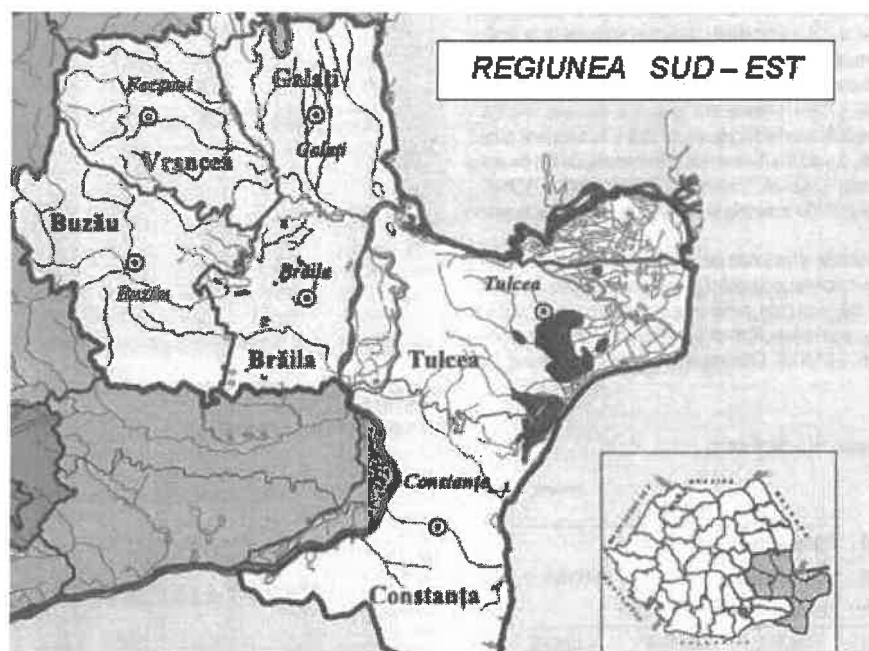 REGIUNEA SUD – EST
Galați
Focșani
Galați
Vrancea
Buzău
Brăila
Buzău
Tulcea
Brăila
Tulcea
Constanța
Constanța